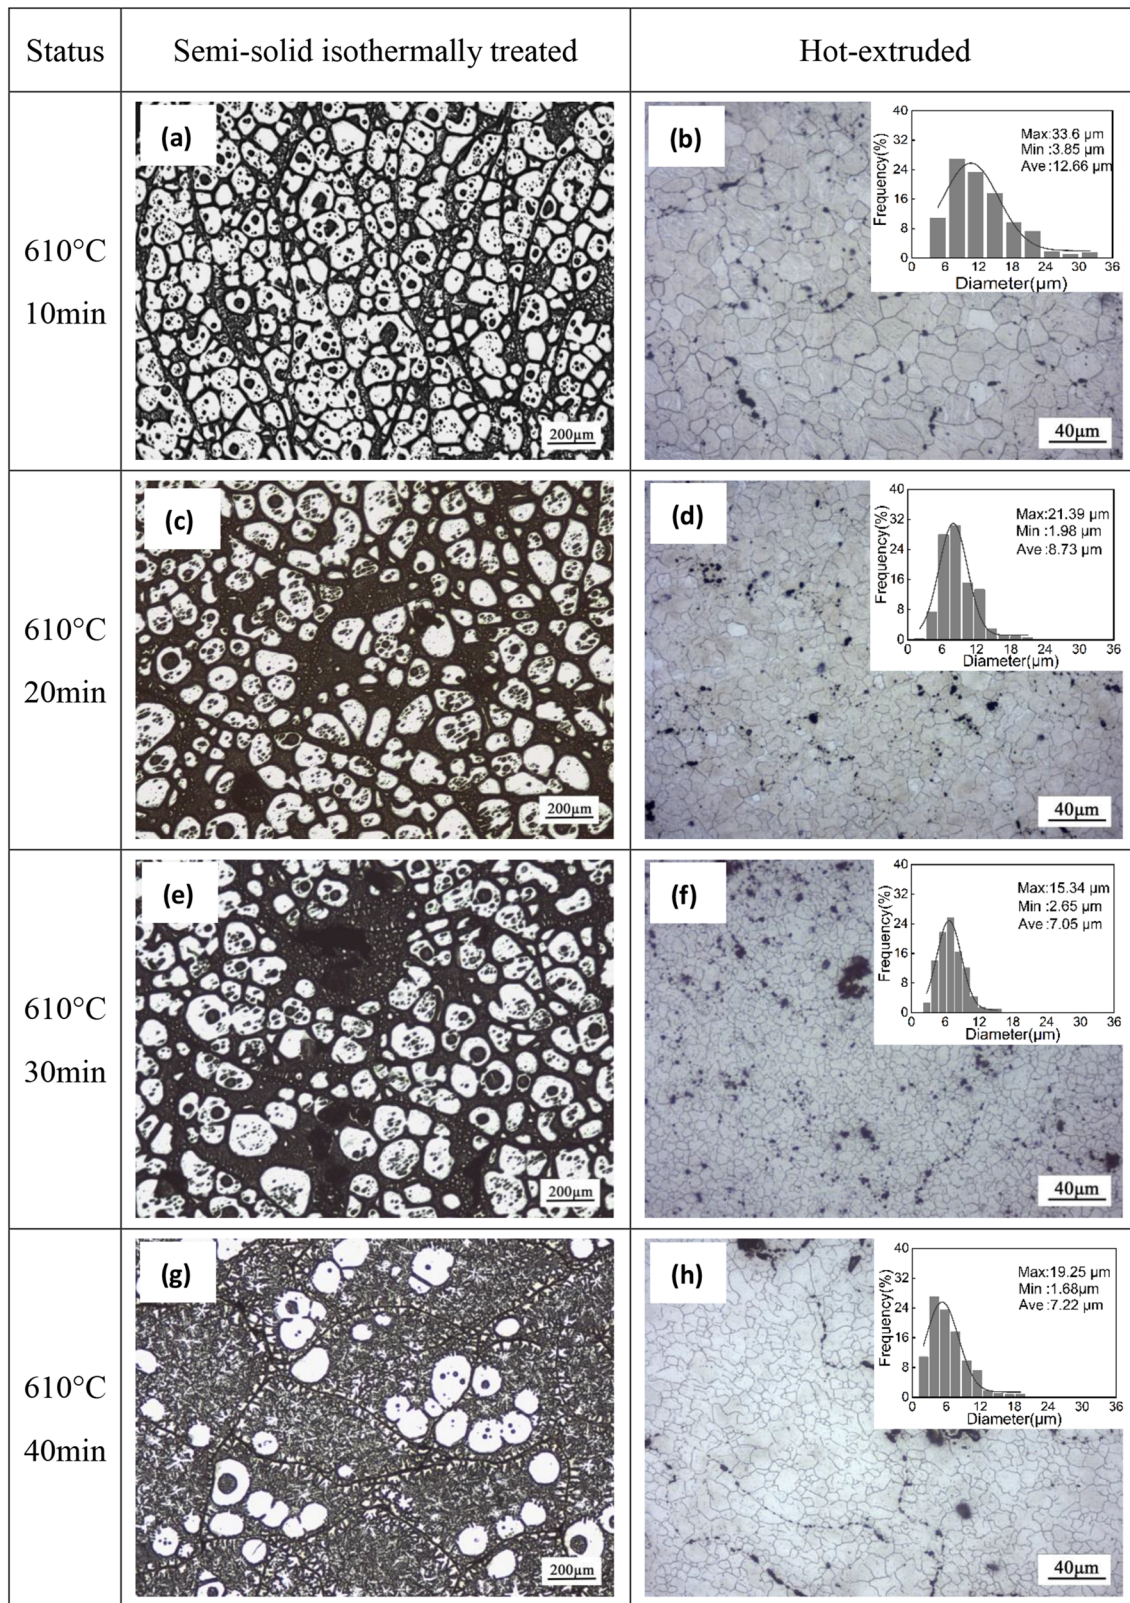 Status
Semi-solid isothermally treated
Hot-extruded
610°C
10min
(a)
200μm
(b)
40
32
24
16
8
0
Frequency(%)
Max:33.6 μm
Min :3.85 μm
Ave :12.66 μm
0 6 12 18 24 30 36
Diameter(μm)
40μm
610°C
20min
(c)
200μm
(d)
40
32
24
16
8
0
Frequency(%)
Max:21.39 μm
Min :1.98 μm
Ave :8.73 μm
0 6 12 18 24 30 36
Diameter(μm)
40μm
610°C
30min
(e)
200μm
(f)
40
32
24
16
8
0
Frequency(%)
Max:15.34 μm
Min :2.65 μm
Ave :7.05 μm
0 6 12 18 24 30 36
Diameter(μm)
40μm
610°C
40min
(g)
200μm
(h)
40
32
24
16
8
0
Frequency(%)
Max:19.25 μm
Min :1.68μm
Ave :7.22 μm
0 6 12 18 24 30 36
Diameter(μm)
40μm